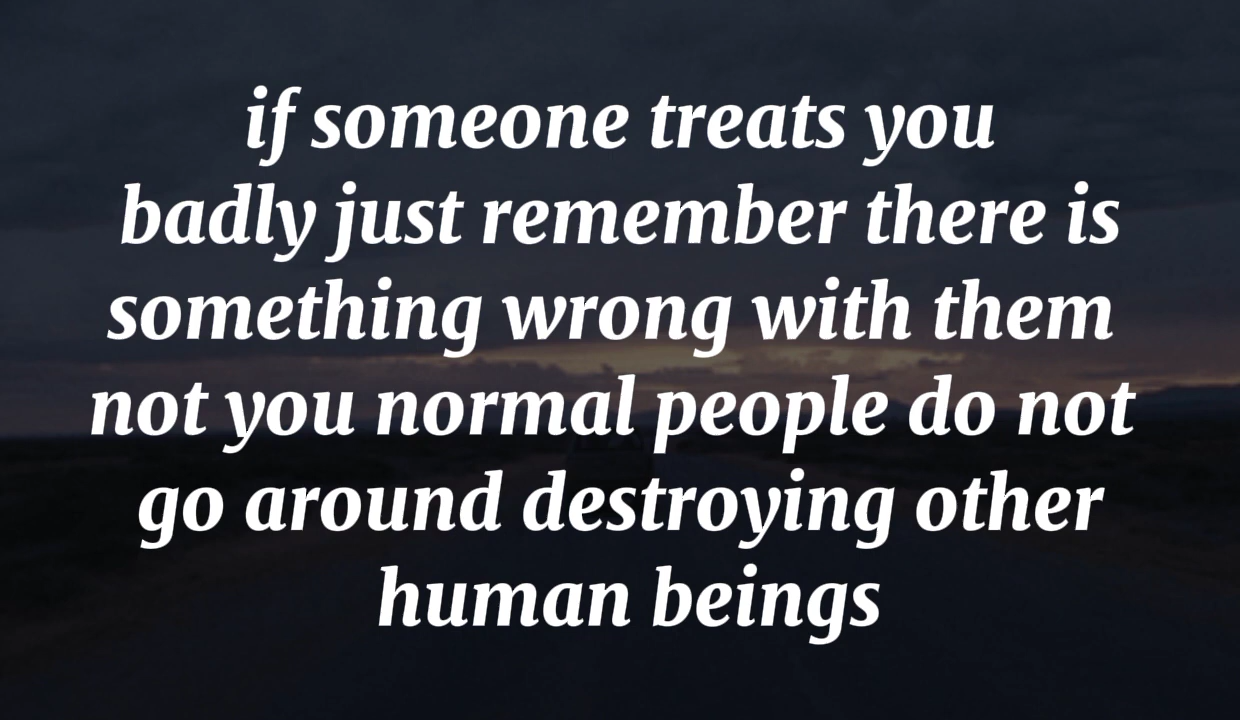 if someone treats you
badly just remember there is
something wrong with them
not you normal people do not
go around destroying other
human beings